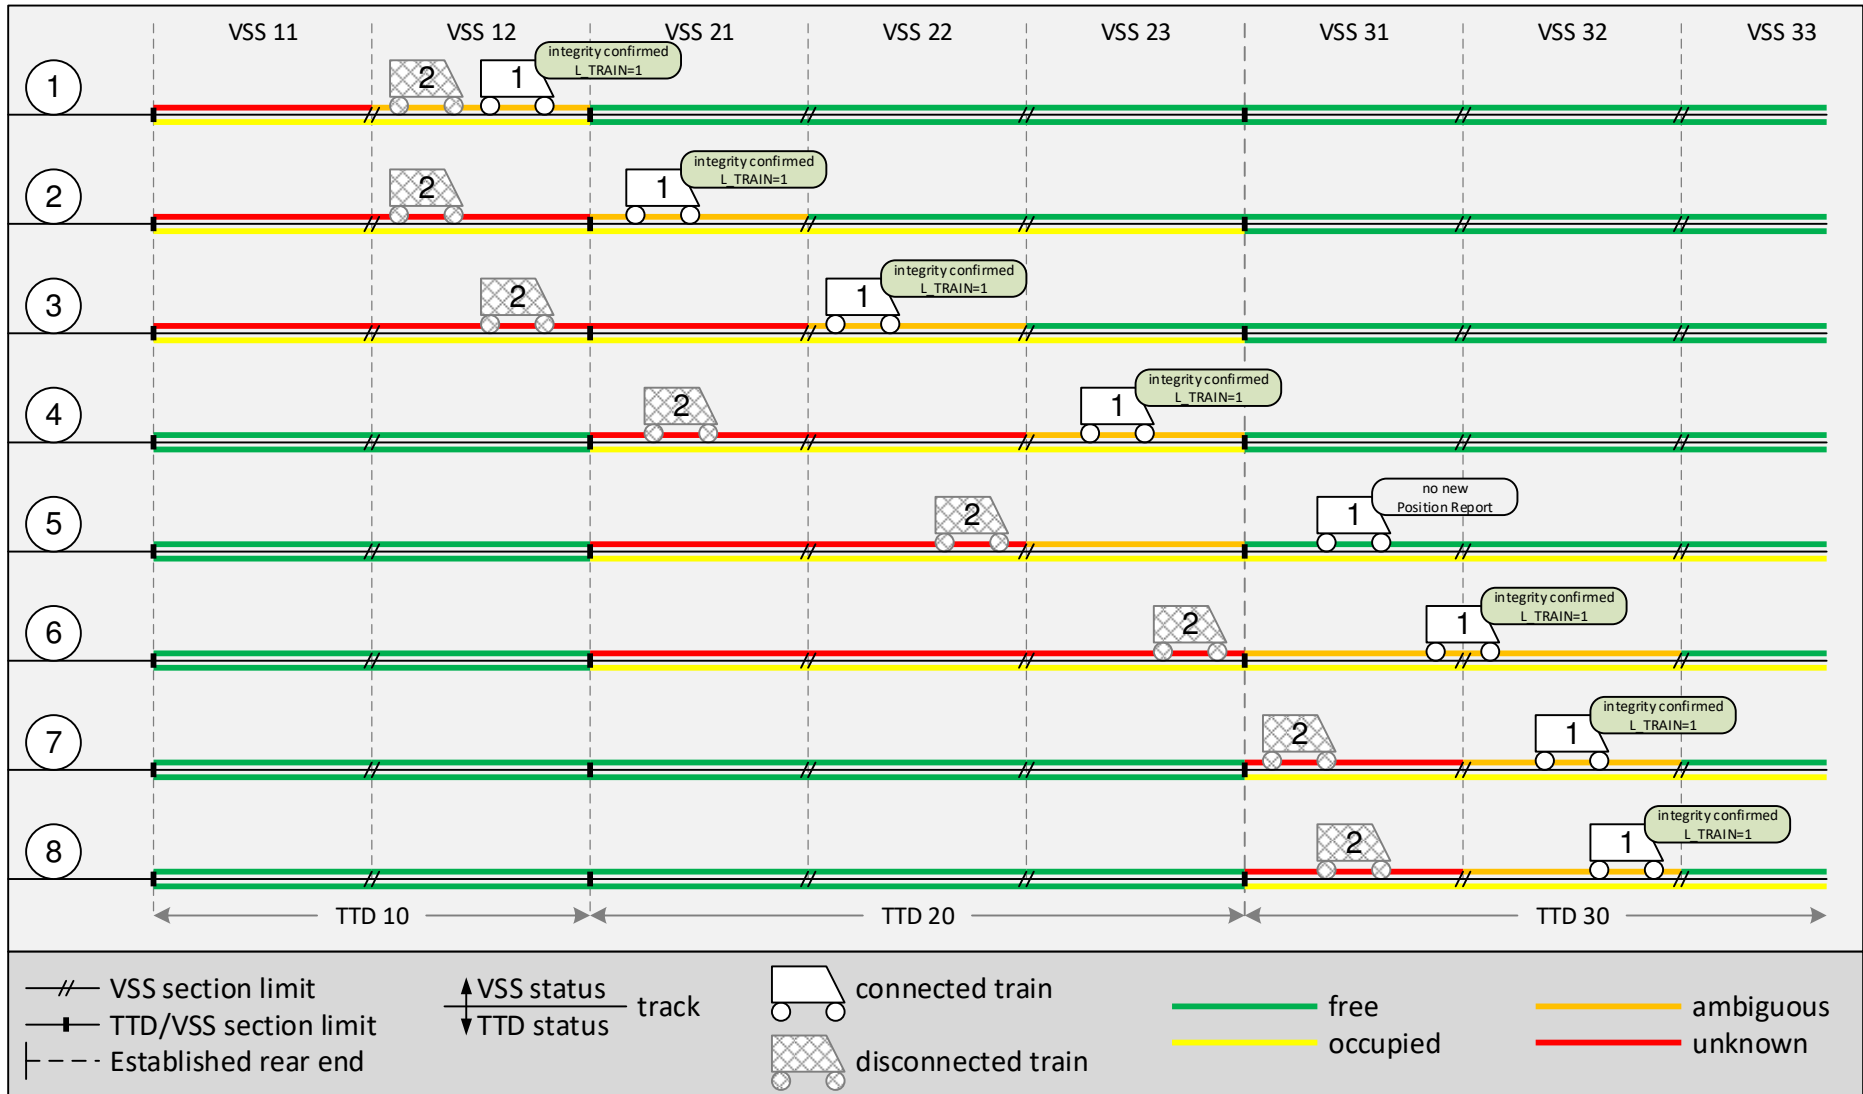 VSS 11 VSS 12 VSS 21 VSS 22 VSS 23 VSS 31 VSS 32 VSS 33
1
2
1
integrity confirmed
L_TRAIN=1
2
2
1
integrity confirmed
L_TRAIN=1
3
2
1
integrity confirmed
L_TRAIN=1
4
2
1
integrity confirmed
L_TRAIN=1
5
2
1
no new
Position Report
6
2
1
integrity confirmed
L_TRAIN=1
7
2
1
integrity confirmed
L_TRAIN=1
8
2
1
integrity confirmed
L_TRAIN=1
TTD 10 TTD 20 TTD 30
VSS section limit
TTD/VSS section limit
Established rear end
VSS status
TTD status
track
connected train
disconnected train
free
occupied
ambiguous
unknown